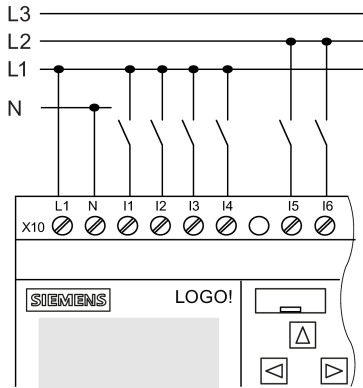 L3
L2
L1
N
L1 N I1 I2 I3 I4 I5 I6
X10
SIEMENS LOGO!